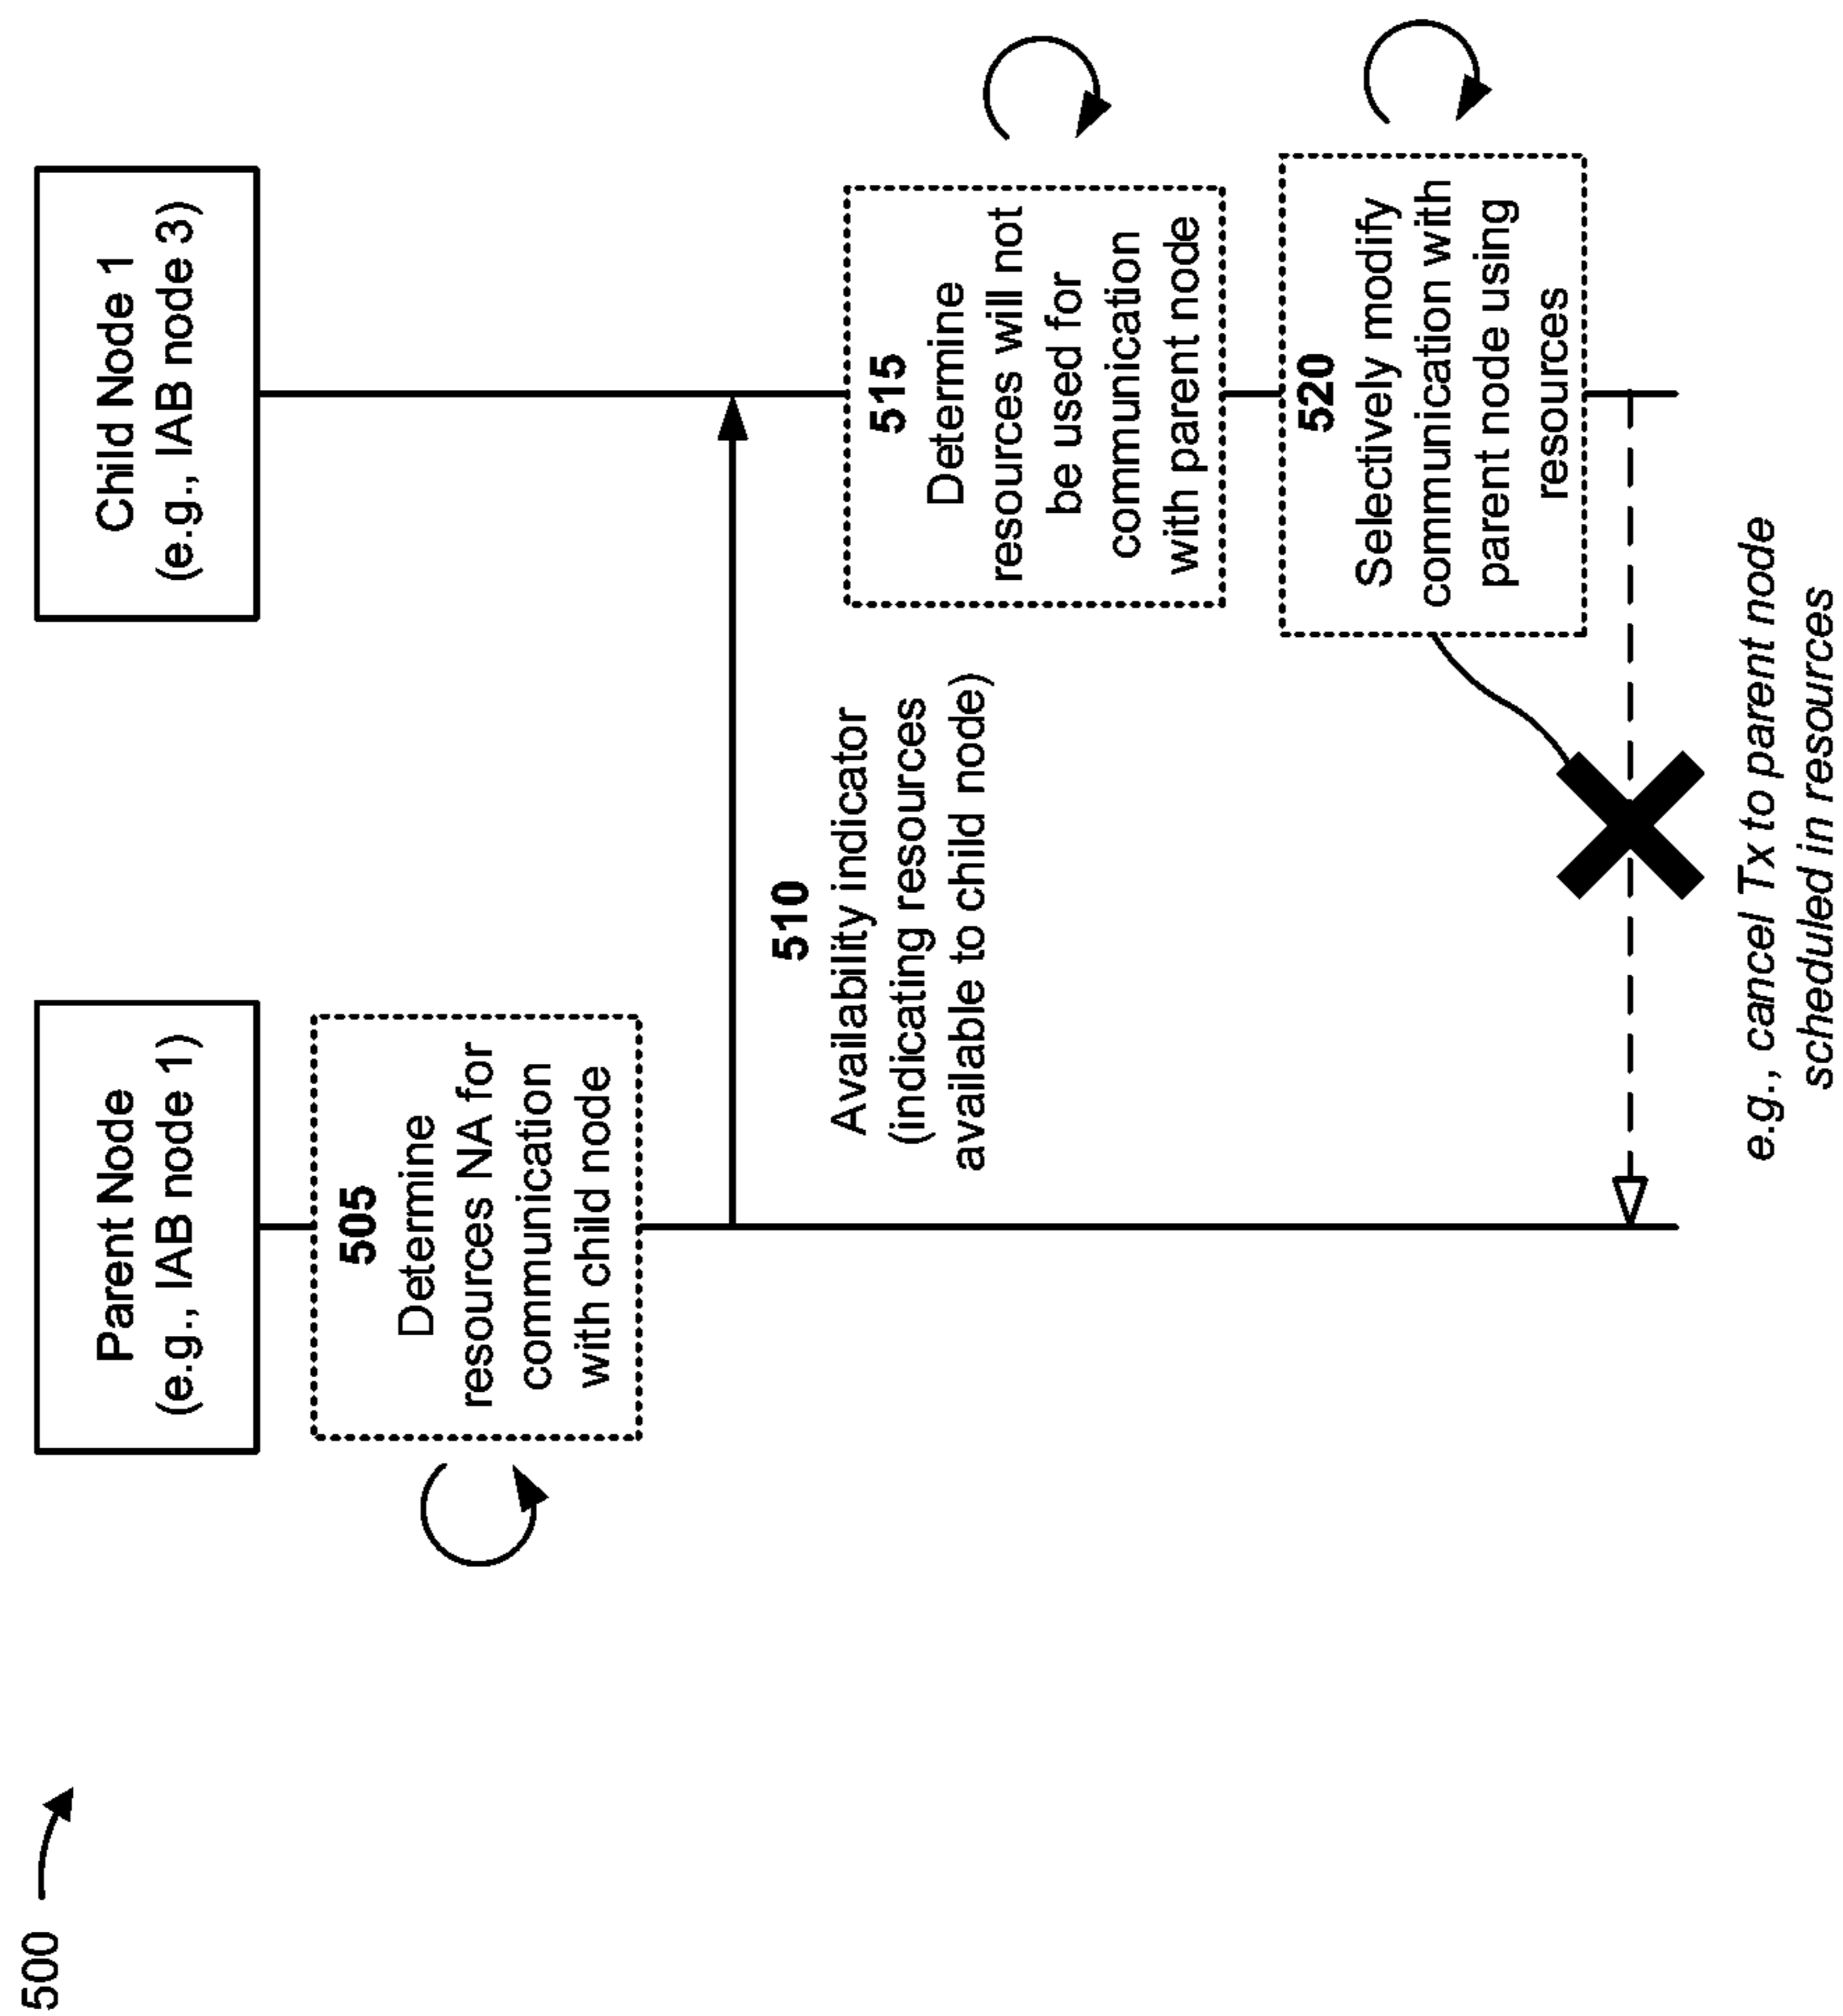 500
Parent Node
(e.g., IAB node 1)
Child Node 1
(e.g., IAB node 3)
505
Determine
resources NA for
communication
with child node
510
Availability indicator
(indicating resources
available to child node)
515
Determine
resources will not
be used for
communication
with parent node
520
Selectively modify
communication with
parent node using
resources
e.g., cancel Tx to parent node
scheduled in resources